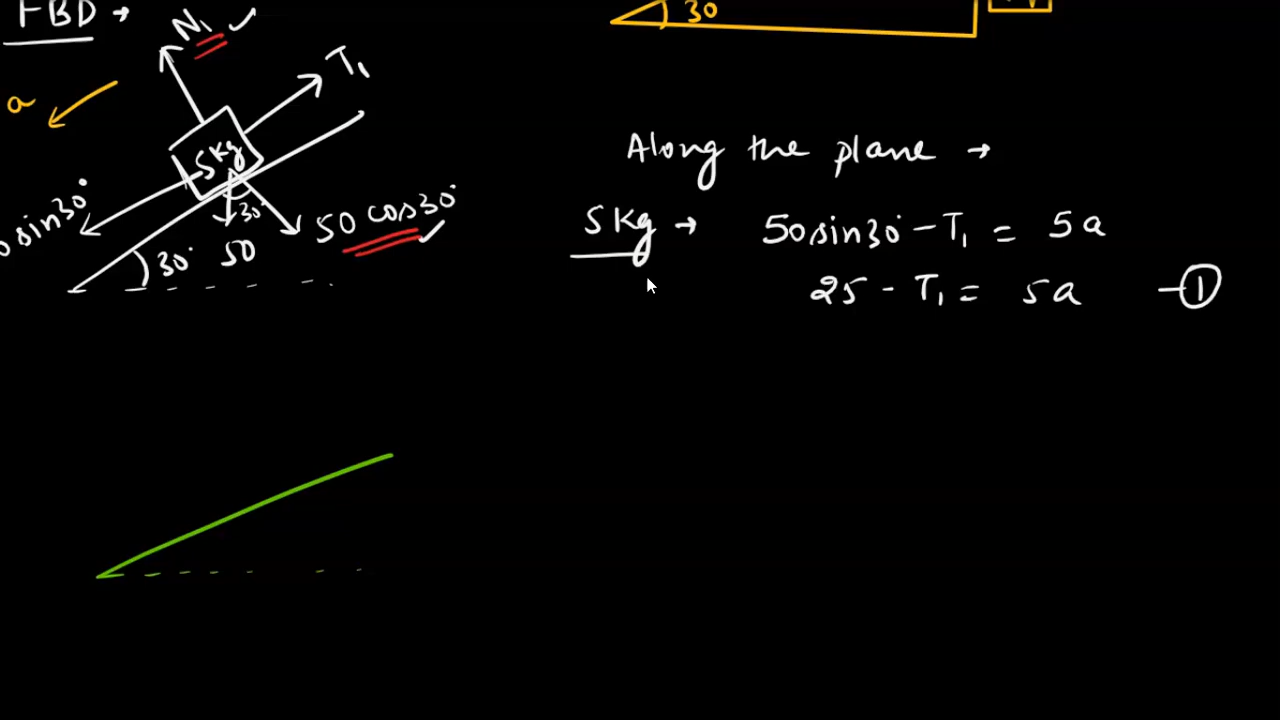 FBD →
30
N₁ ✓
T₁
a
5kg
sin30°
30°
50 cos30° ✓
30°
50
Along the plane →
5kg → 50sin30° - T₁ = 5a
25 - T₁ = 5a -①